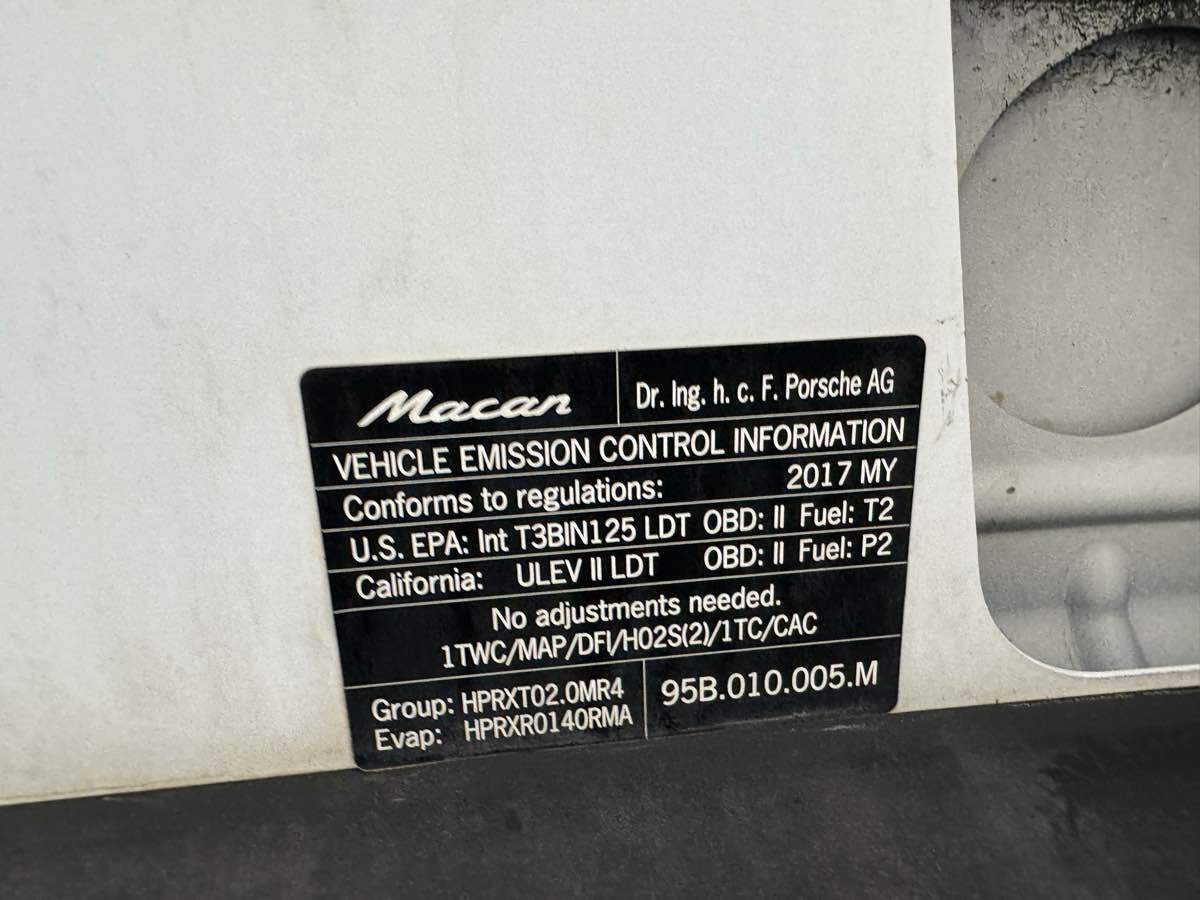 Macan Dr. Ing. h. c. F. Porsche AG
VEHICLE EMISSION CONTROL INFORMATION
Conforms to regulations: 2017 MY
U.S. EPA: Int T3BIN125 LDT OBD: II Fuel: T2
California: ULEV II LDT OBD: II Fuel: P2
No adjustments needed.
1TWC/MAP/DFI/HO2S(2)/1TC/CAC
Group: HPRXT02.0MR4
Evap: HPRXR0140RMA
95B.010.005.M